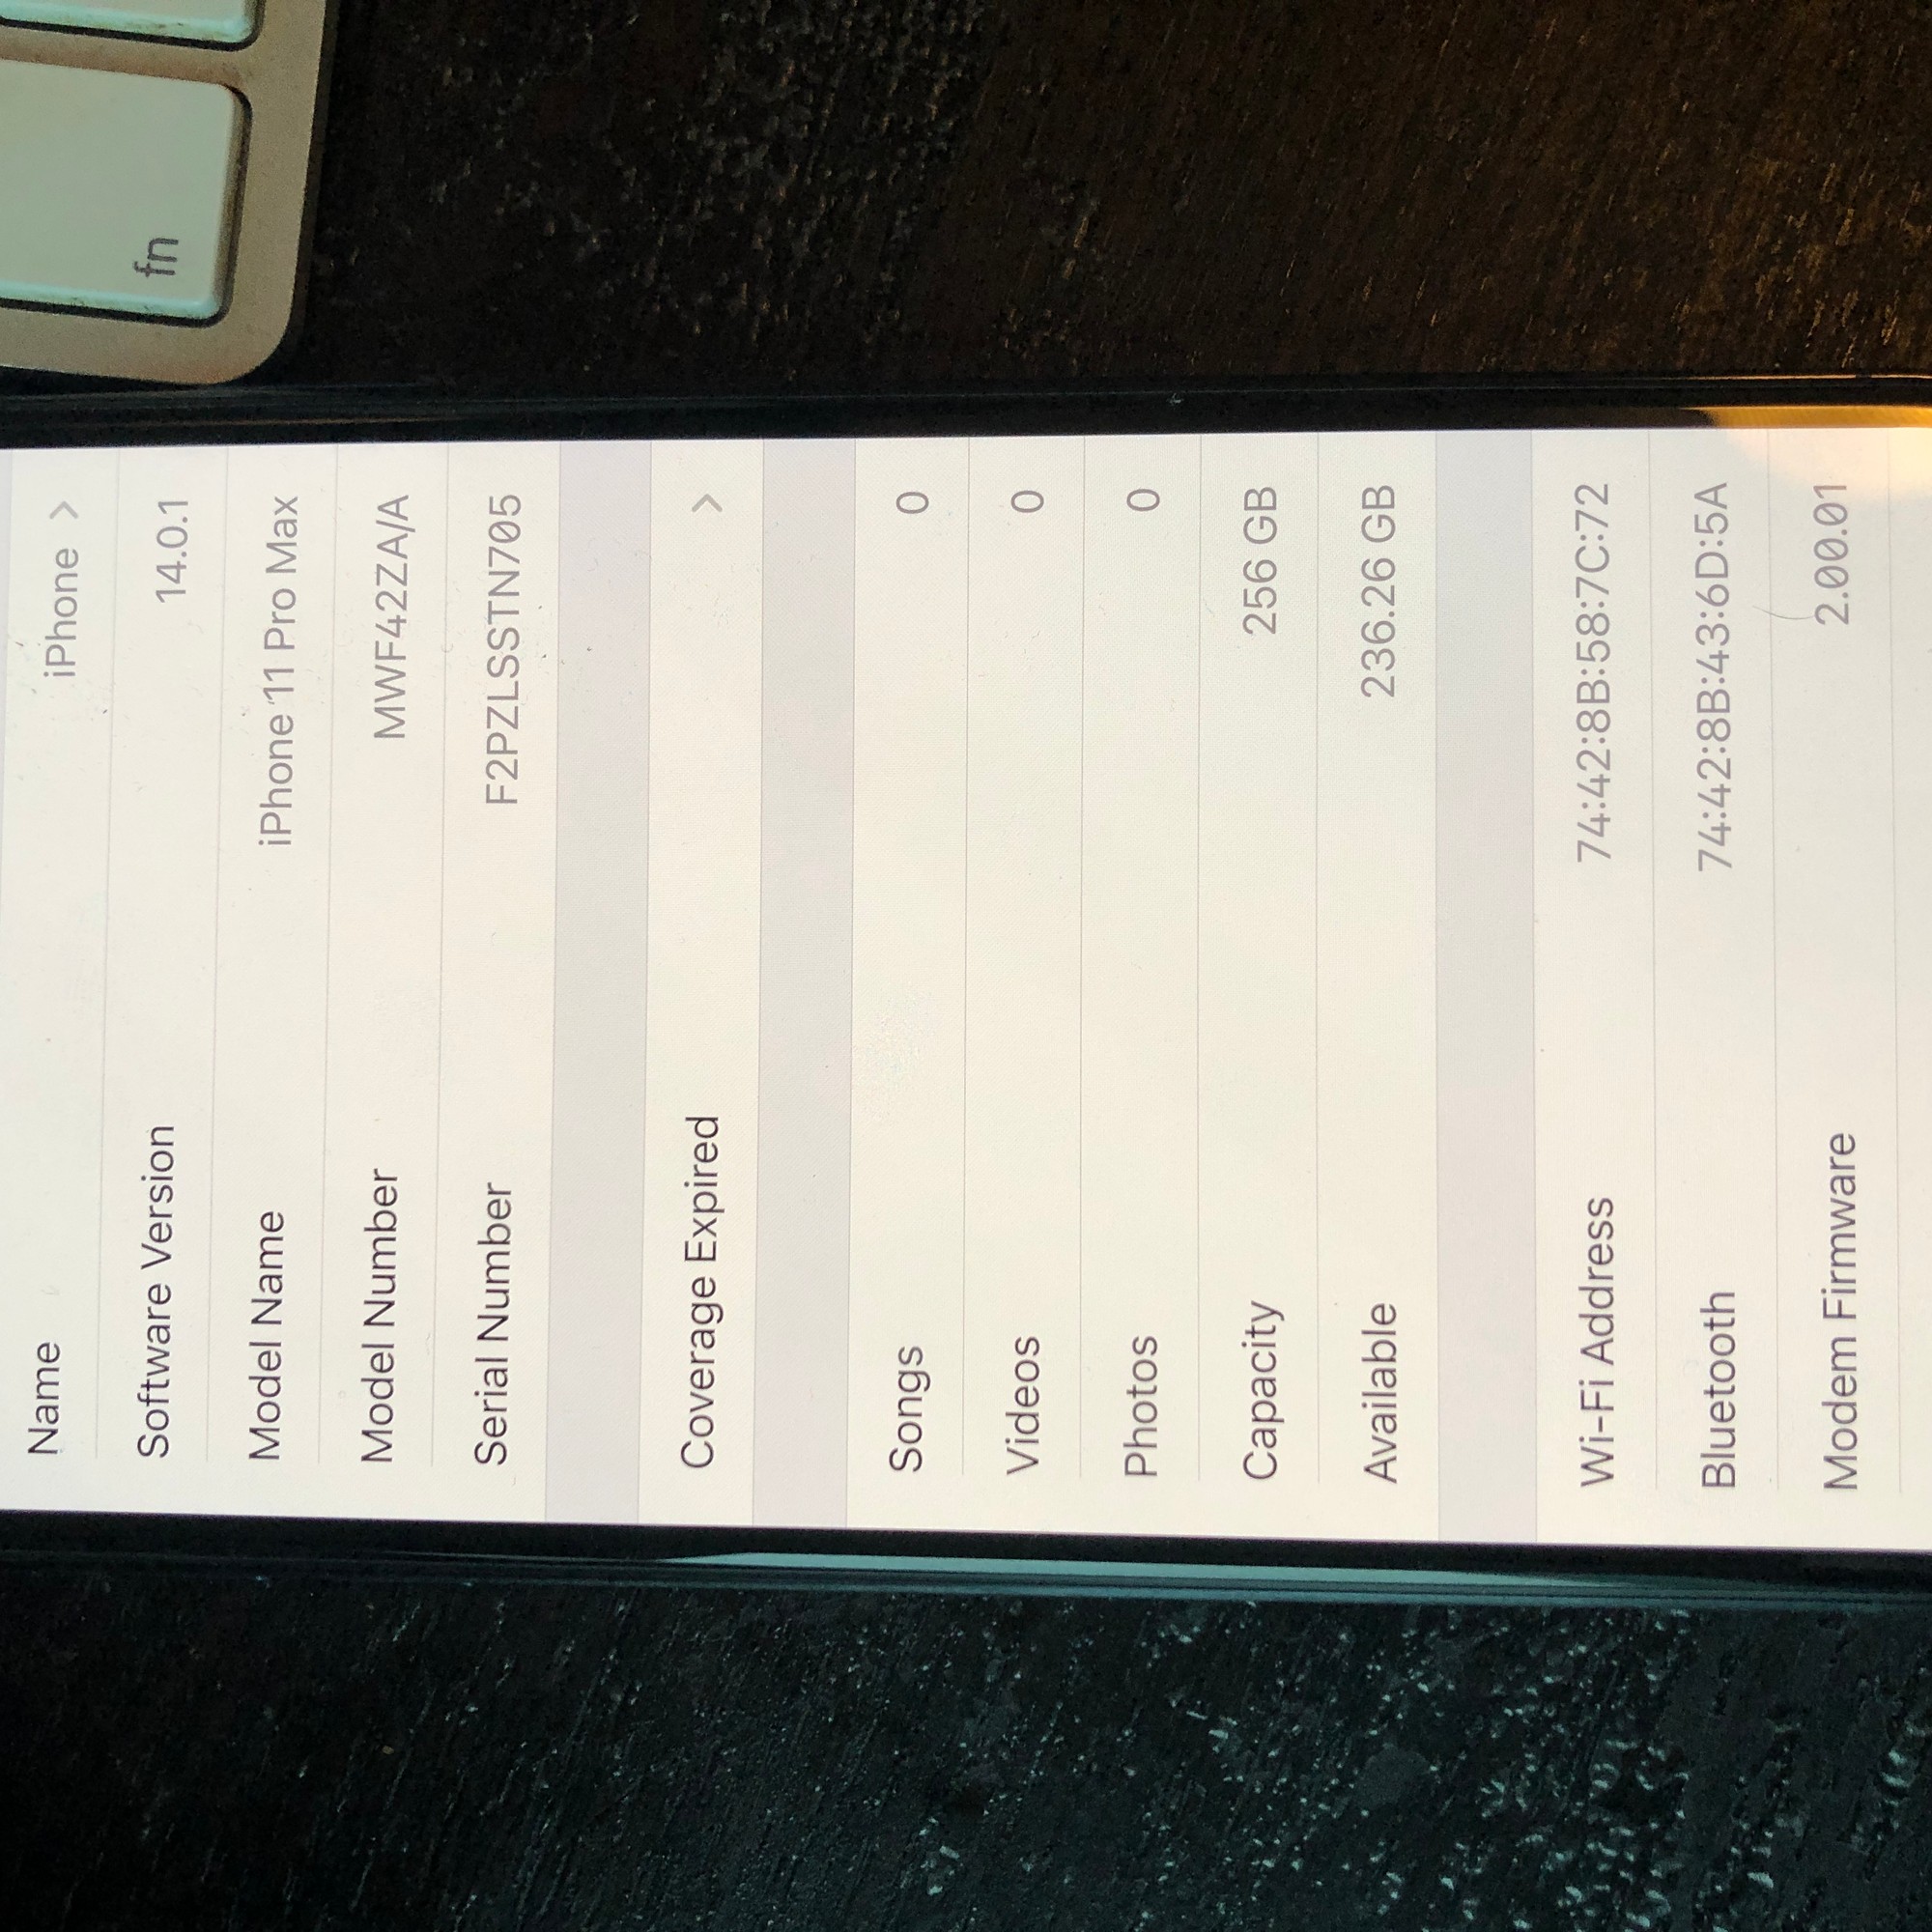 fn
Name iPhone >
Software Version 14.0.1
Model Name iPhone 11 Pro Max
Model Number MWF42ZA/A
Serial Number F2PZLSSTN705
Coverage Expired >
Songs 0
Videos 0
Photos 0
Capacity 256 GB
Available 236.26 GB
Wi-Fi Address 74:42:8B:58:7C:72
Bluetooth 74:42:8B:43:6D:5A
Modem Firmware 2.00.01